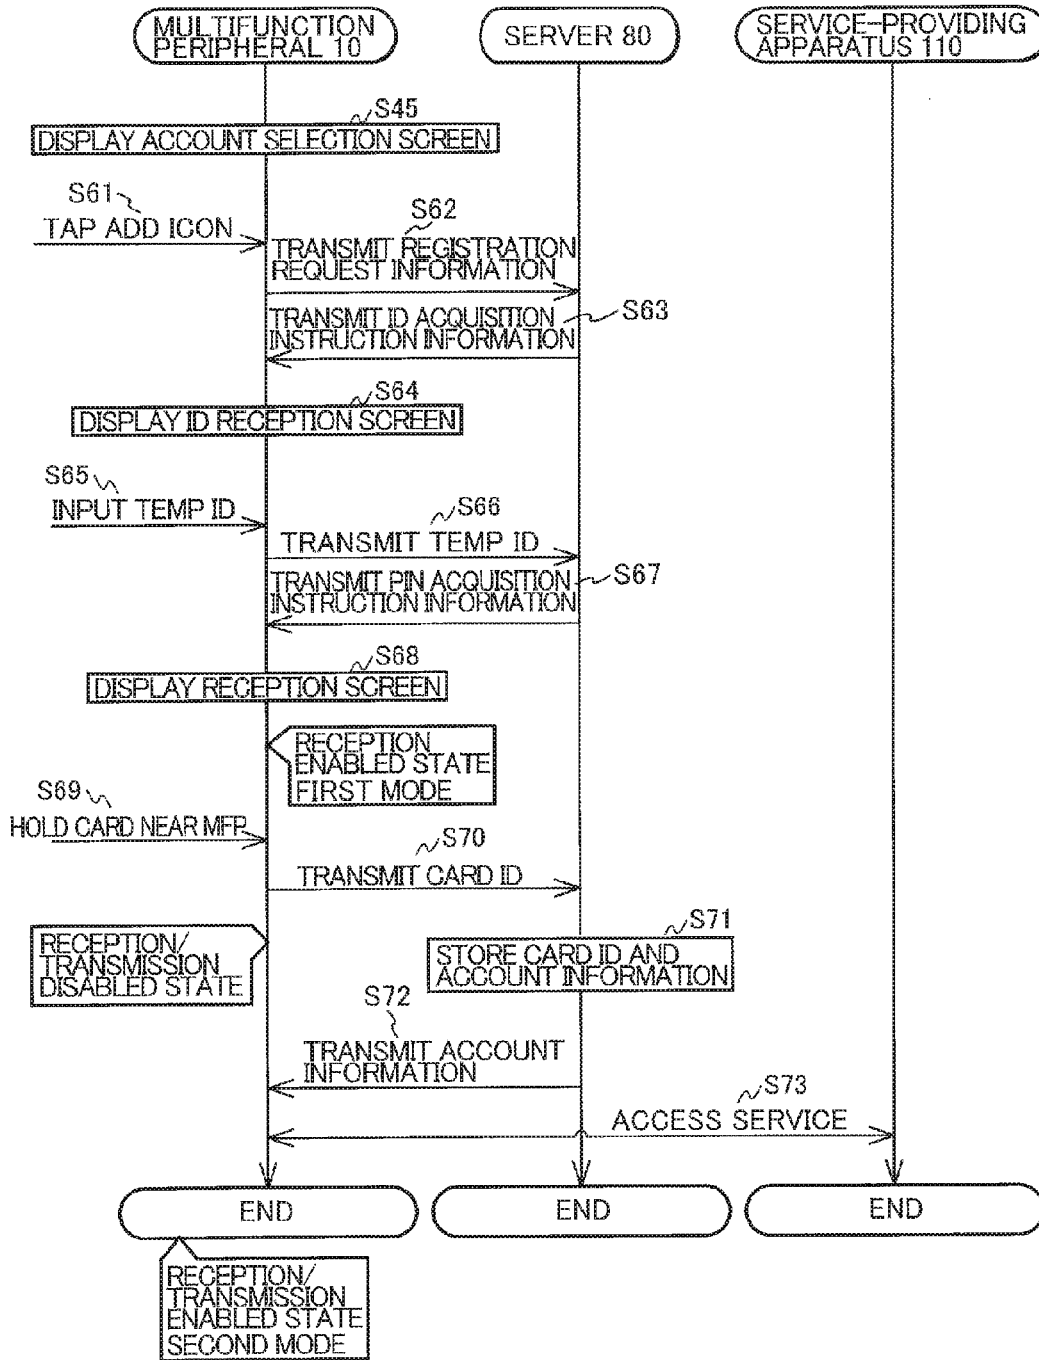 MULTIFUNCTION
PERIPHERAL 10
SERVER 80
SERVICE-PROVIDING
APPARATUS 110
S45
DISPLAY ACCOUNT SELECTION SCREEN
S61
TAP ADD ICON
S62
TRANSMIT REGISTRATION
REQUEST INFORMATION
S63
TRANSMIT ID ACQUISITION
INSTRUCTION INFORMATION
S64
DISPLAY ID RECEPTION SCREEN
S65
INPUT TEMP ID
S66
TRANSMIT TEMP ID
S67
TRANSMIT PIN ACQUISITION
INSTRUCTION INFORMATION
S68
DISPLAY RECEPTION SCREEN
RECEPTION
ENABLED STATE
FIRST MODE
S69
HOLD CARD NEAR MFP
S70
TRANSMIT CARD ID
RECEPTION/
TRANSMISSION
DISABLED STATE
S71
STORE CARD ID AND
ACCOUNT INFORMATION
S72
TRANSMIT ACCOUNT
INFORMATION
S73
ACCESS SERVICE
END
END
END
RECEPTION/
TRANSMISSION
ENABLED STATE
SECOND MODE